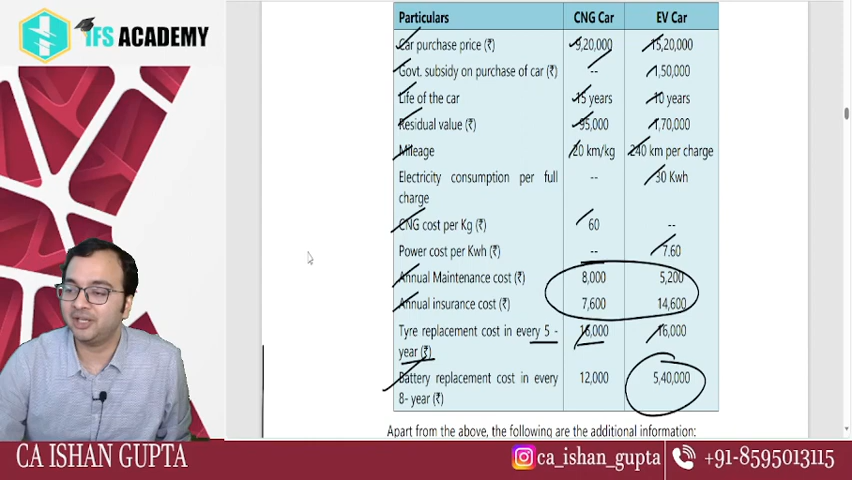 IFS ACADEMY
Particulars CNG Car EV Car
Car purchase price (₹) 9,20,000 15,20,000
Govt. subsidy on purchase of car (₹) -- 1,50,000
Life of the car 15 years 10 years
Residual value (₹) 95,000 1,70,000
Mileage 20 km/kg 240 km per charge
Electricity consumption per full -- 30 Kwh
charge
CNG cost per Kg (₹) 60 --
Power cost per Kwh (₹) -- 7.60
Annual Maintenance cost (₹) 8,000 5,200
Annual insurance cost (₹) 7,600 14,600
Tyre replacement cost in every 5 - 16,000 16,000
year (₹)
Battery replacement cost in every 12,000 5,40,000
8- year (₹)
Apart from the above, the following are the additional information:
CA ISHAN GUPTA ca_ishan_gupta +91-8595013115